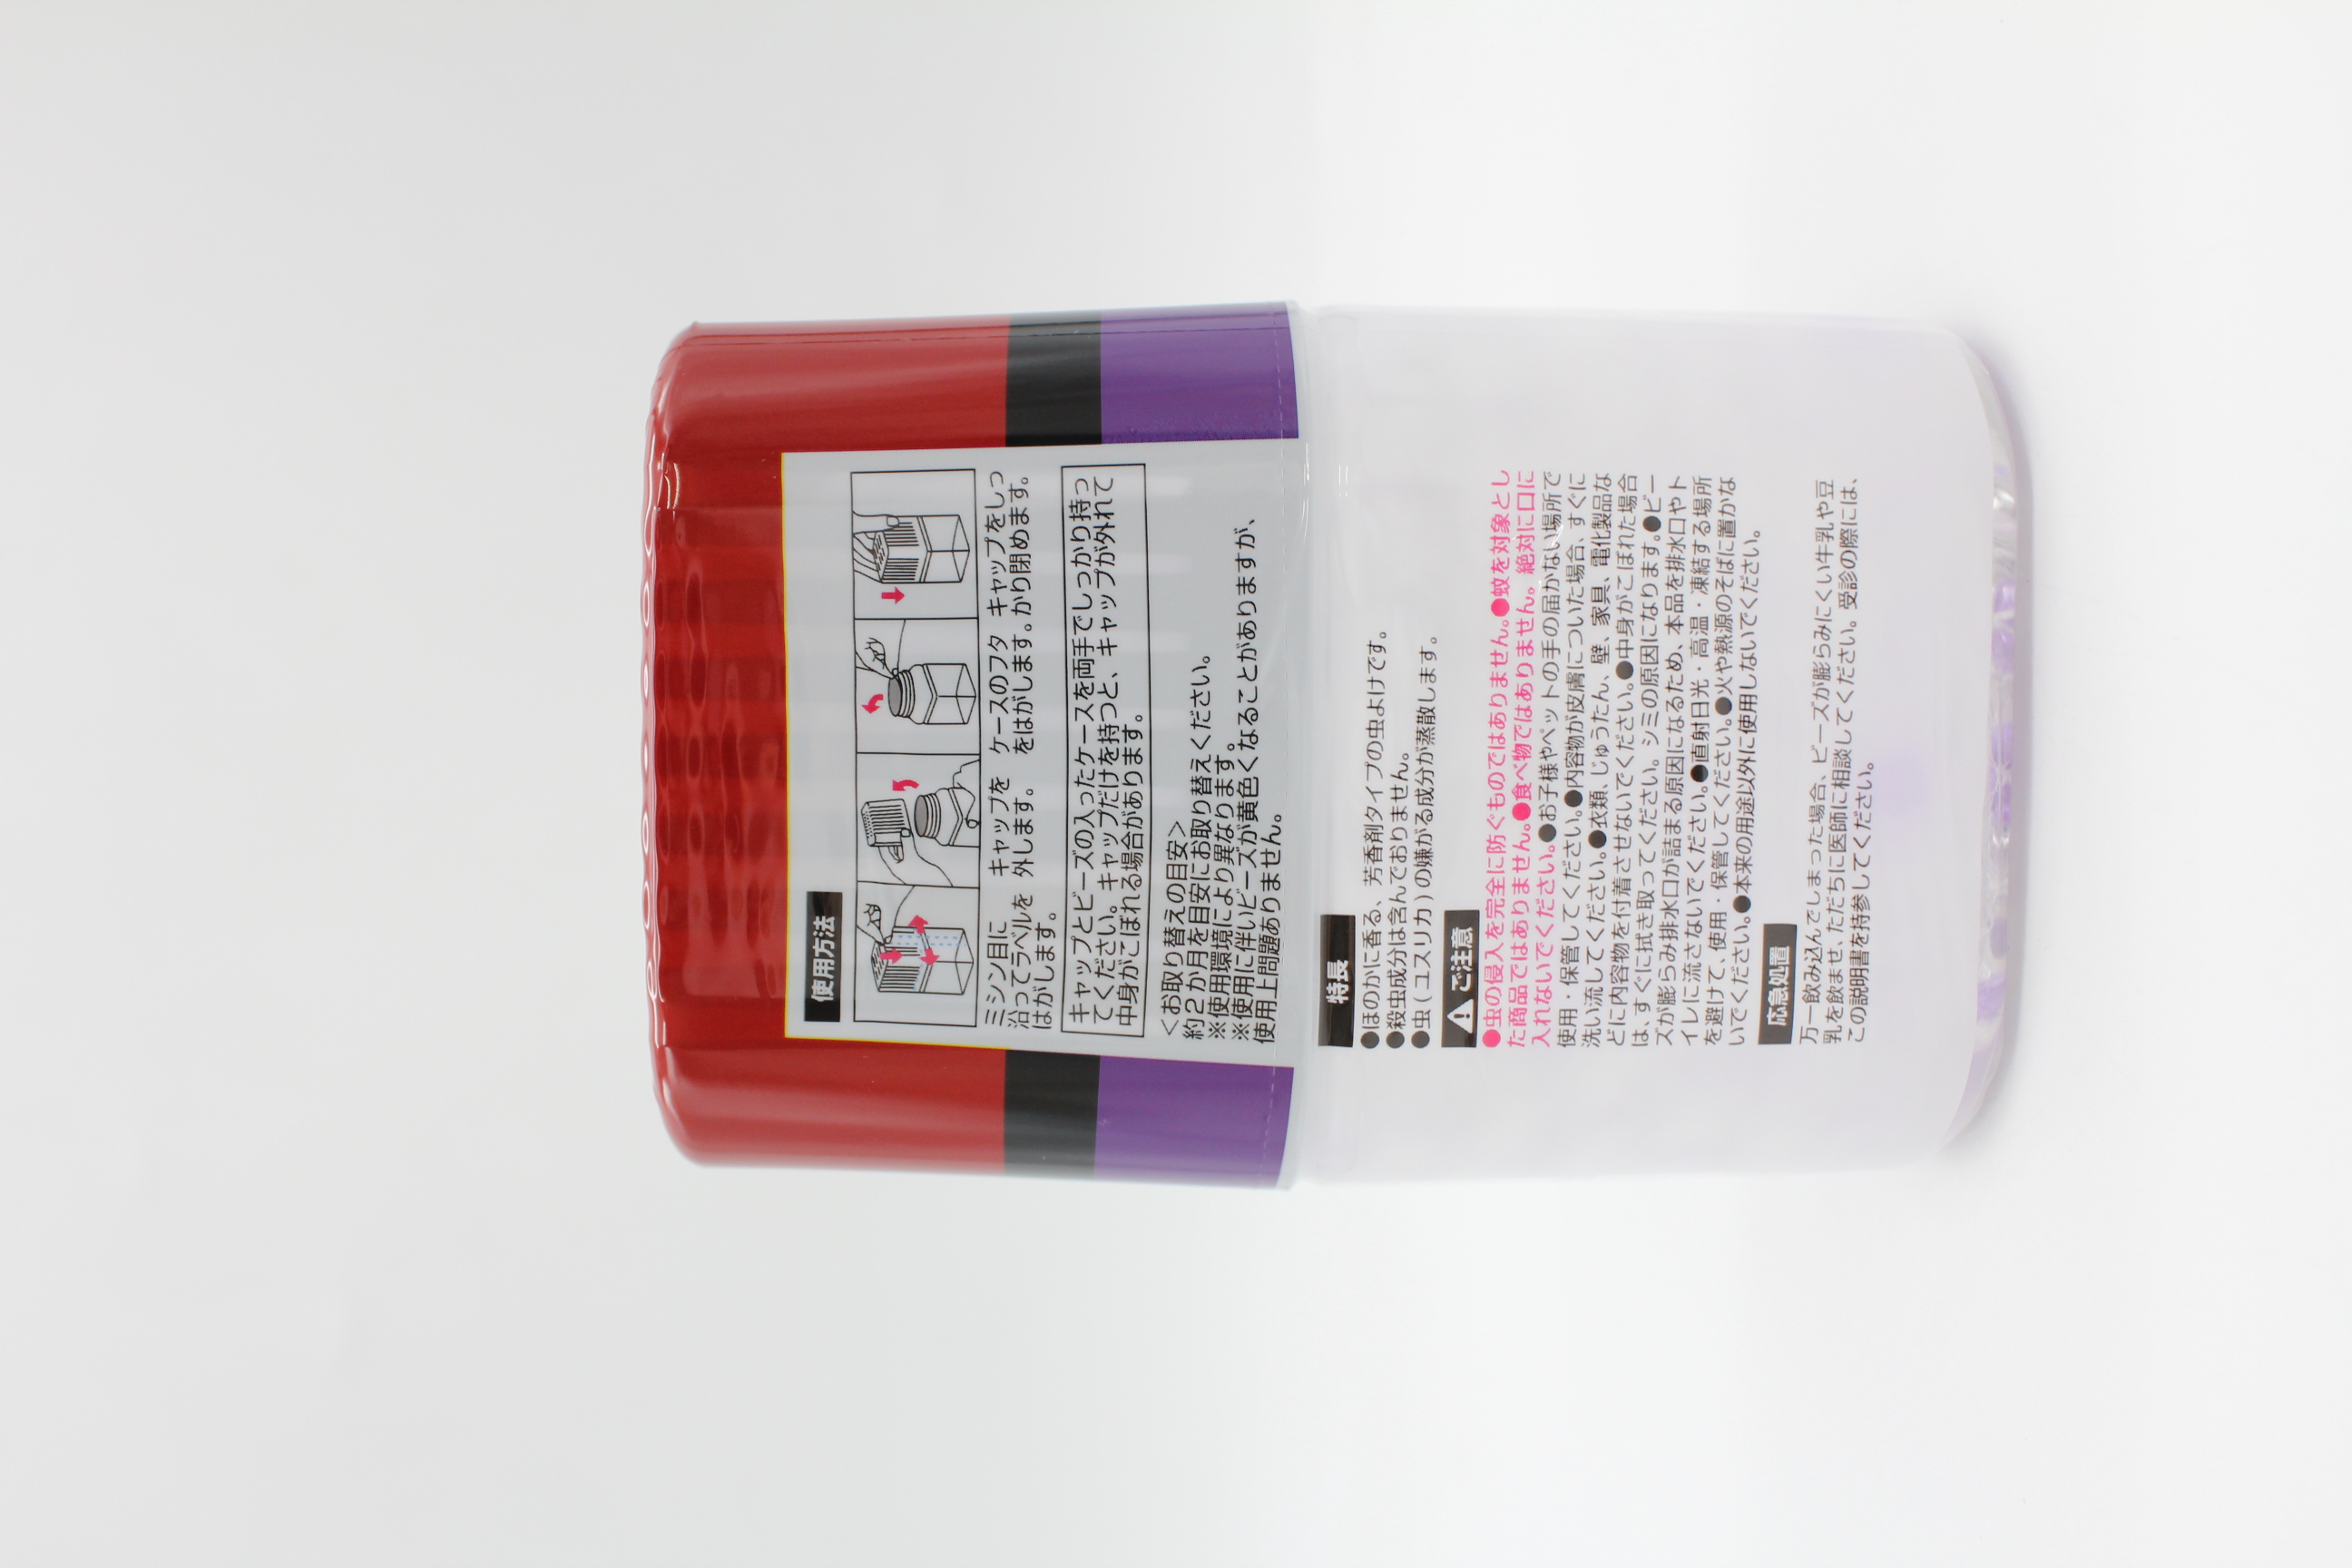 使用方法
ミシン目に
沿ってラベルを
はがします。
キャップを
外します。
ケースのフタ
をはがします。
キャップをしっ
かり閉めます。
キャップとビーズの入ったケースを両手でしっかり持っ
てください。キャップだけを持つと、キャップが外れて
中身がこぼれる場合があります。
＜お取り替えの目安＞
約2か月を目安にお取り替えください。
※使用環境により異なります。
※使用に伴いビーズが黄色くなることがありますが、
使用上問題ありません。
特長
●ほのかに香る、芳香剤タイプの虫よけです。
●殺虫成分は含んでおりません。
●虫（ユスリカ）の嫌がる成分が蒸散します。
ご注意
●虫の侵入を完全に防ぐものではありません。●蚊を対象とし
た商品ではありません。●食べ物ではありません。絶対に口に
入れないでください。●お子様やペットの手の届かない場所で
使用・保管してください。●内容物が皮膚についた場合、すぐに
洗い流してください。●衣類、じゅうたん、壁、家具、電化製品な
どに内容物を付着させないでください。●中身がこぼれた場合
は、すぐに拭き取ってください。シミの原因になります。●ビー
ズが膨らみ排水口が詰まる原因になるため、本品を排水口やト
イレに流さないでください。●直射日光・高温・凍結する場所
を避けて、使用・保管してください。●火や熱源のそばに置かな
いでください。●本来の用途以外に使用しないでください。
応急処置
万一飲み込んでしまった場合、ビーズが膨らみにくい牛乳や豆
乳を飲ませ、ただちに医師に相談してください。受診の際には、
この説明書を持参してください。